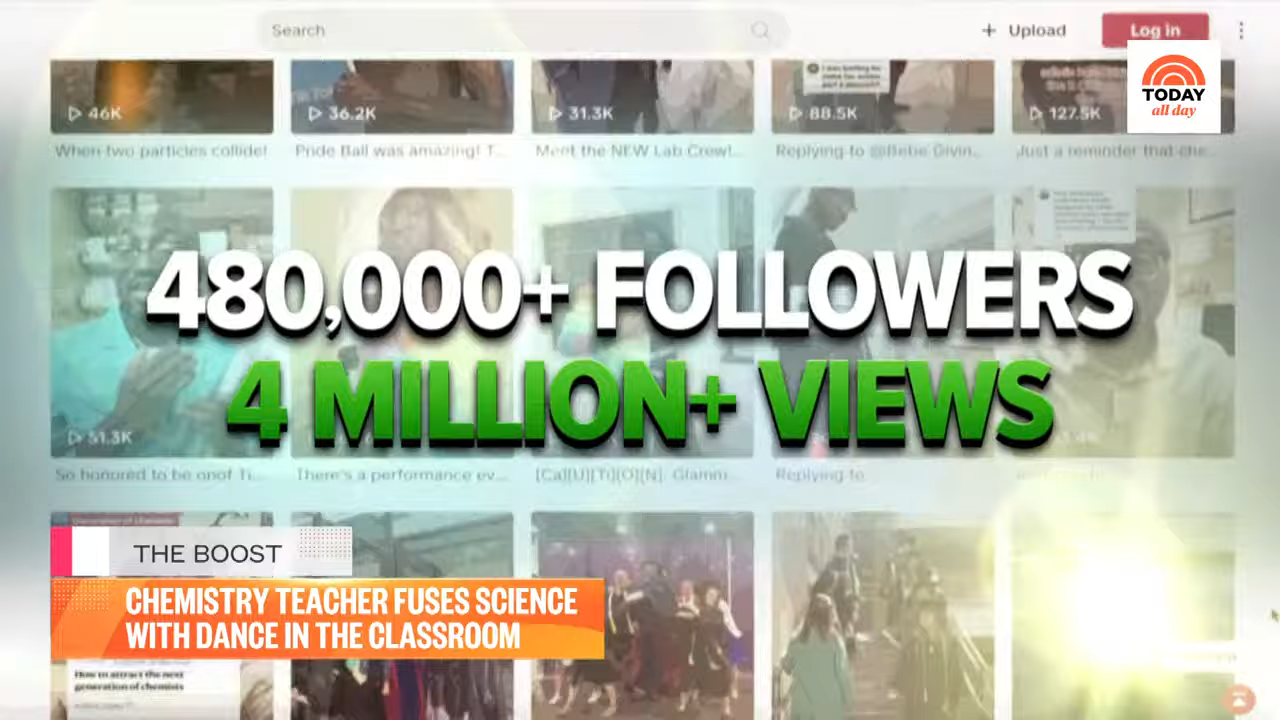 Search
+ Upload
Log in
TODAY
all day
46K
36.2K
31.3K
88.5K
127.5K
When two particles collide!
Pride Ball was amazing! T...
Meet the NEW Lab Crew!...
Replying to @Bebe Divin...
Just a reminder that che...
480,000+ FOLLOWERS
4 MILLION+ VIEWS
51.3K
So honored to be onof Ti...
There's a performance ev...
[Ca][U][Ti][O][N]: Glamm...
Replying to
THE BOOST
CHEMISTRY TEACHER FUSES SCIENCE
WITH DANCE IN THE CLASSROOM
How to attract the next
generation of chemists